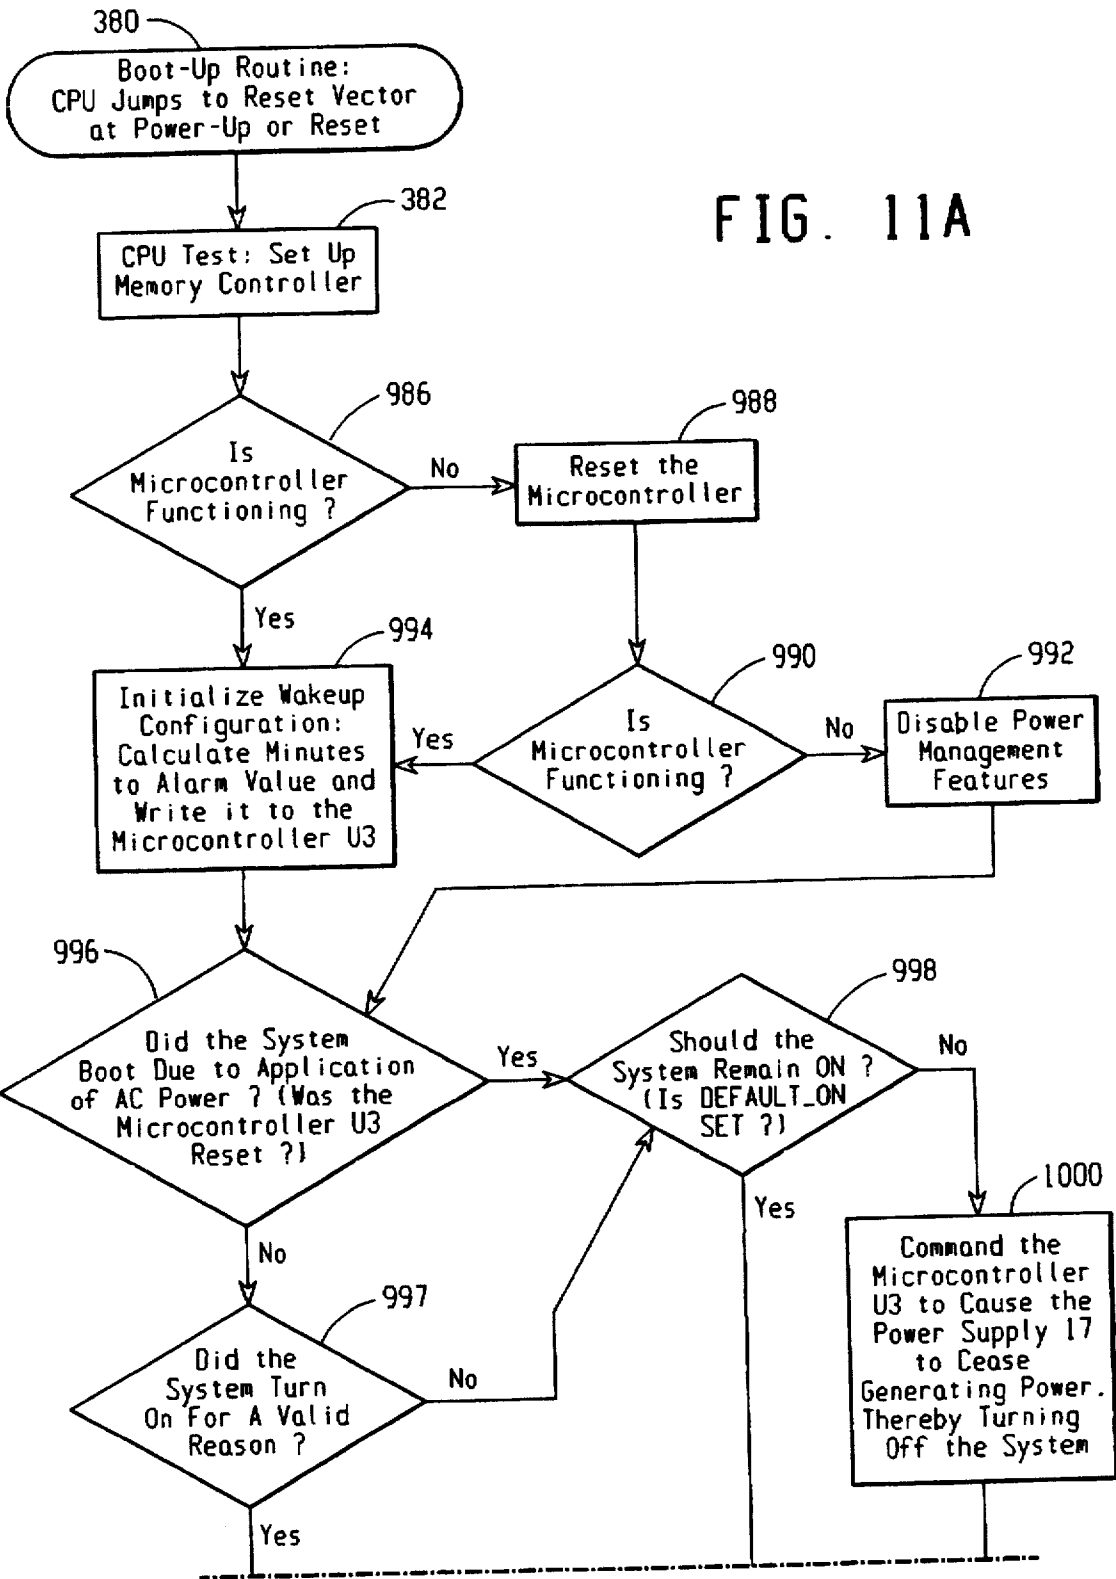 380
Boot-Up Routine:
CPU Jumps to Reset Vector
at Power-Up or Reset
382
FIG. 11A
CPU Test: Set Up
Memory Controller
986
Is
Microcontroller
Functioning ?
No
988
Reset the
Microcontroller
Yes
994
Initialize Wakeup
Configuration:
Calculate Minutes
to Alarm Value and
Write it to the
Microcontroller U3
990
Is
Microcontroller
Functioning ?
Yes
No
992
Disable Power
Management
Features
996
Did the System
Boot Due to Application
of AC Power ? (Was the
Microcontroller U3
Reset ?)
Yes
998
Should the
System Remain ON ?
(Is DEFAULT_ON
SET ?)
No
Yes
1000
Command the
Microcontroller
U3 to Cause the
Power Supply 17
to Cease
Generating Power.
Thereby Turning
Off the System
No
997
Did the
System Turn
On For A Valid
Reason ?
No
Yes